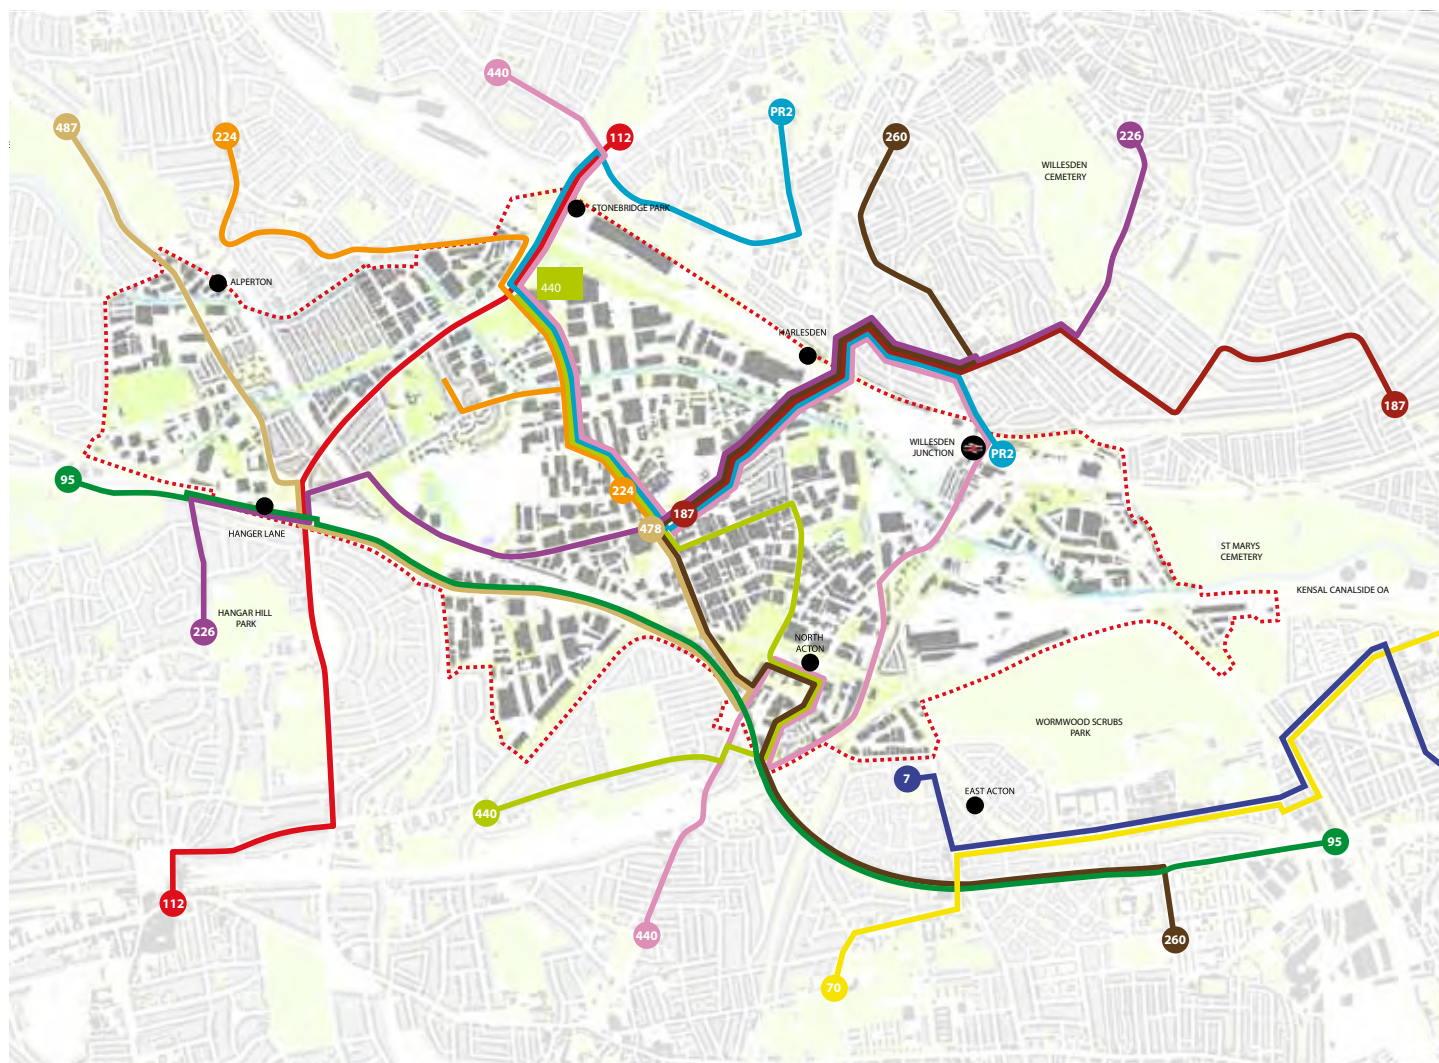 440
PR2
487
224
112
260
226
WILLESDEN
CEMETERY
STONEBRIDGE PARK
ALPERTON
440
HARLESDEN
187
WILLESDEN
JUNCTION
PR2
95
224
187
478
HANGER LANE
ST MARYS
CEMETERY
KENSAL CANALSIDE OA
HANGAR HILL
PARK
226
NORTH
ACTON
WORMWOOD SCRUBS
PARK
7
EAST ACTON
440
95
112
440
260
70